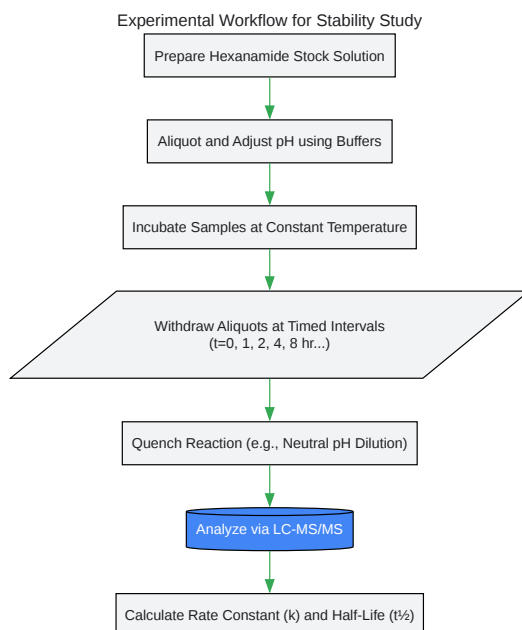 Experimental Workflow for Stability Study
Prepare Hexanamide Stock Solution
Aliquot and Adjust pH using Buffers
Incubate Samples at Constant Temperature
Withdraw Aliquots at Timed Intervals
(t=0, 1, 2, 4, 8 hr...)
Quench Reaction (e.g., Neutral pH Dilution)
Analyze via LC-MS/MS
Calculate Rate Constant (k) and Half-Life (t½)